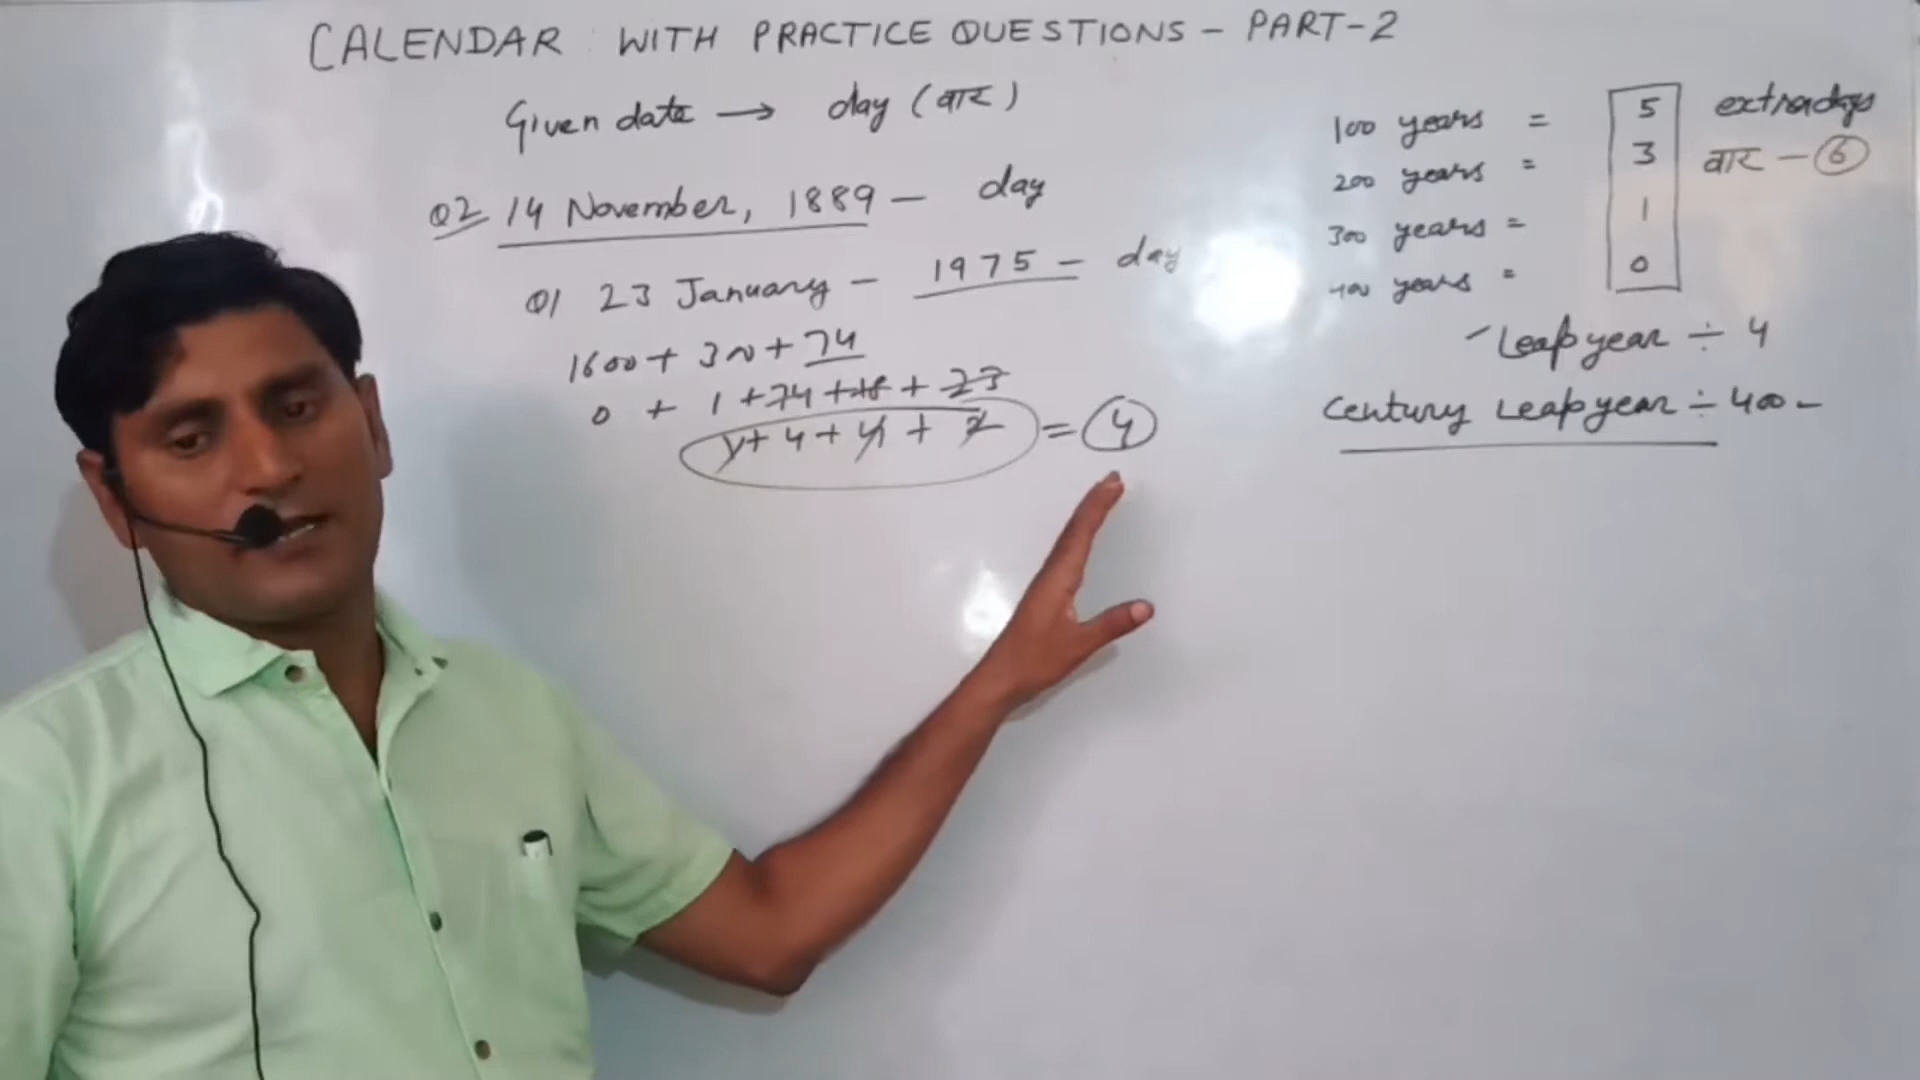 CALENDAR WITH PRACTICE QUESTIONS - PART-2
Given date → day (वार)
Q2 14 November, 1889 - day
Q1 23 January - 1975 - day
1600 + 300 + 74
0 + 1 + 74 + 18 + 23
1 + 4 + 4 + 2 = 4
100 years = 5 extra days
200 years = 3 वार - 6
300 years = 1
400 years = 0
Leap year ÷ 4
Century Leap year ÷ 400 -